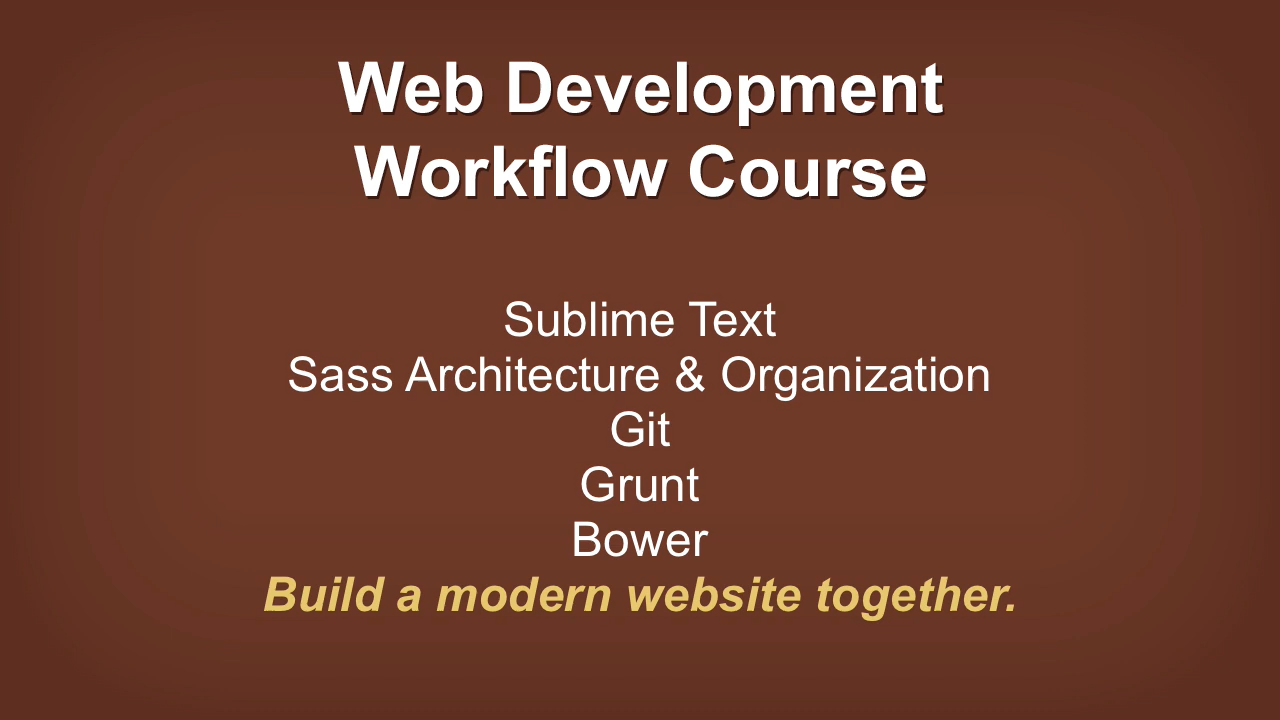 Web Development
Workflow Course
Sublime Text
Sass Architecture & Organization
Git
Grunt
Bower
Build a modern website together.